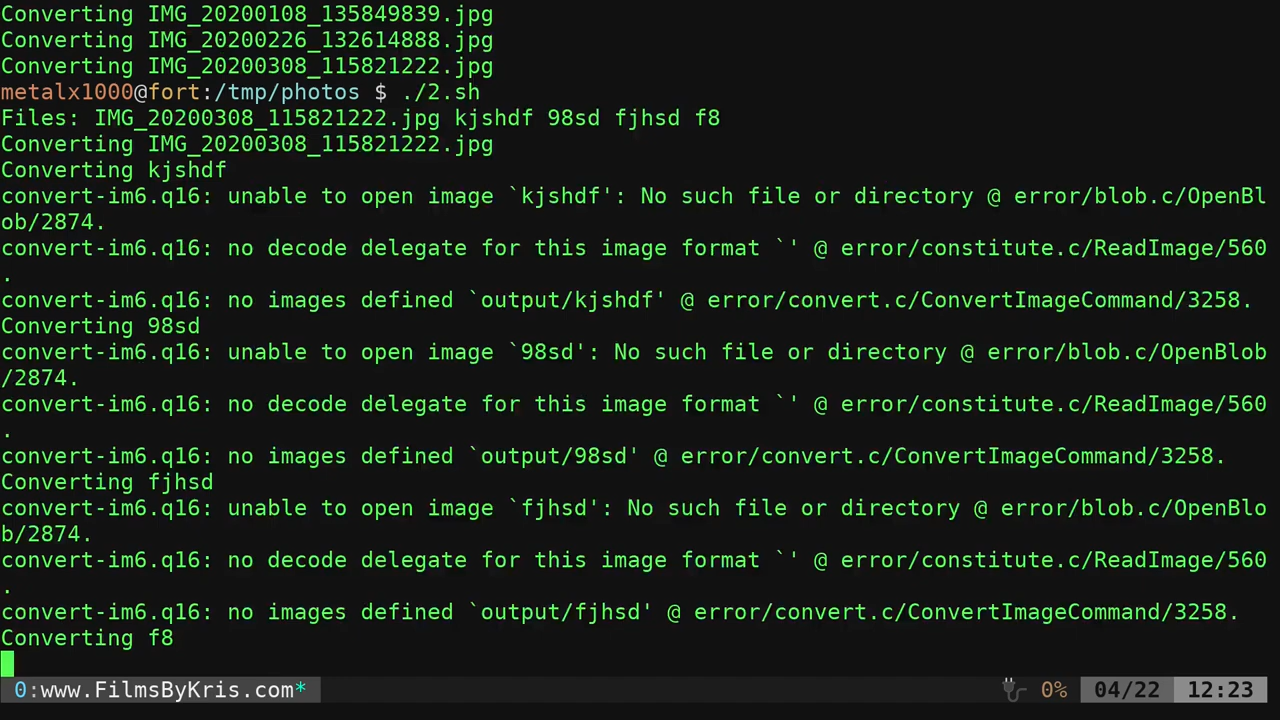 Converting IMG_20200108_135849839.jpg
Converting IMG_20200226_132614888.jpg
Converting IMG_20200308_115821222.jpg
metalx1000@fort:/tmp/photos $ ./2.sh
Files: IMG_20200308_115821222.jpg kjshdf 98sd fjhsd f8
Converting IMG_20200308_115821222.jpg
Converting kjshdf
convert-im6.q16: unable to open image `kjshdf': No such file or directory @ error/blob.c/OpenBl
ob/2874.
convert-im6.q16: no decode delegate for this image format `' @ error/constitute.c/ReadImage/560
.
convert-im6.q16: no images defined `output/kjshdf' @ error/convert.c/ConvertImageCommand/3258.
Converting 98sd
convert-im6.q16: unable to open image `98sd': No such file or directory @ error/blob.c/OpenBlob
/2874.
convert-im6.q16: no decode delegate for this image format `' @ error/constitute.c/ReadImage/560
.
convert-im6.q16: no images defined `output/98sd' @ error/convert.c/ConvertImageCommand/3258.
Converting fjhsd
convert-im6.q16: unable to open image `fjhsd': No such file or directory @ error/blob.c/OpenBlo
b/2874.
convert-im6.q16: no decode delegate for this image format `' @ error/constitute.c/ReadImage/560
.
convert-im6.q16: no images defined `output/fjhsd' @ error/convert.c/ConvertImageCommand/3258.
Converting f8
0:www.FilmsByKris.com* 0% 04/22 12:23